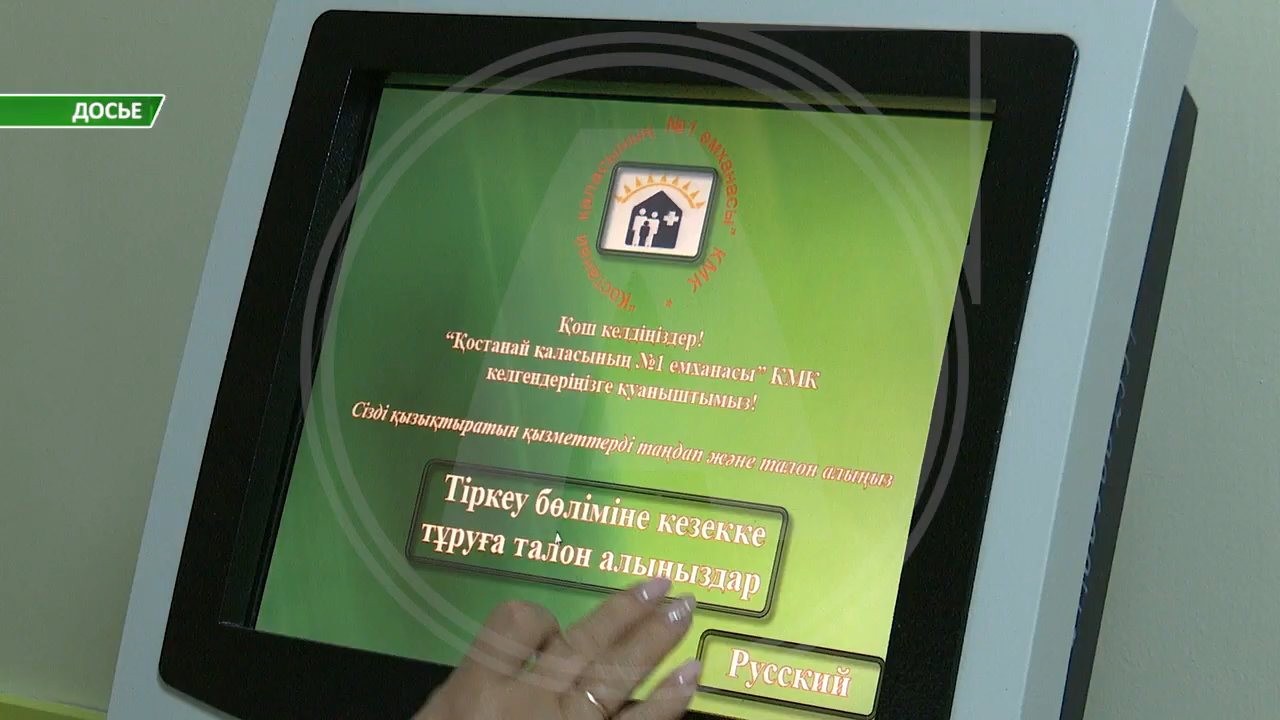 ДОСЬЕ
"Қостанай қаласының №1 емханасы" КМК *
Қош келдіңіздер!
“Қостанай қаласының №1 емханасы” КМК
келгендеріңізге қуаныштымыз!
Сізді қызықтыратын қызметтерді таңдап және талон алыңыз
Тіркеу бөліміне кезекке
тұруға талон алыңыздар
Русский